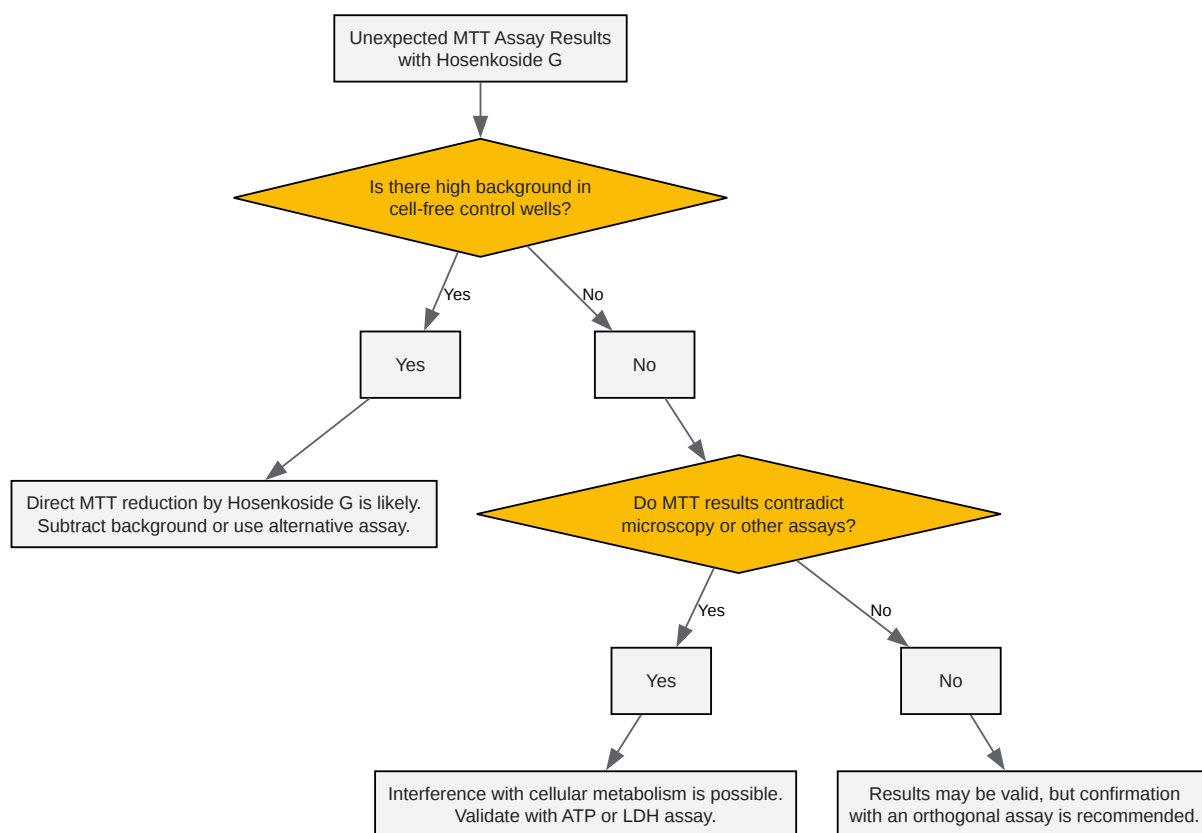 Unexpected MTT Assay Results
with Hosenkoside G
Is there high background in
cell-free control wells?
Yes
No
Yes
No
Direct MTT reduction by Hosenkoside G is likely.
Subtract background or use alternative assay.
Do MTT results contradict
microscopy or other assays?
Yes
No
Yes
No
Interference with cellular metabolism is possible.
Validate with ATP or LDH assay.
Results may be valid, but confirmation
with an orthogonal assay is recommended.